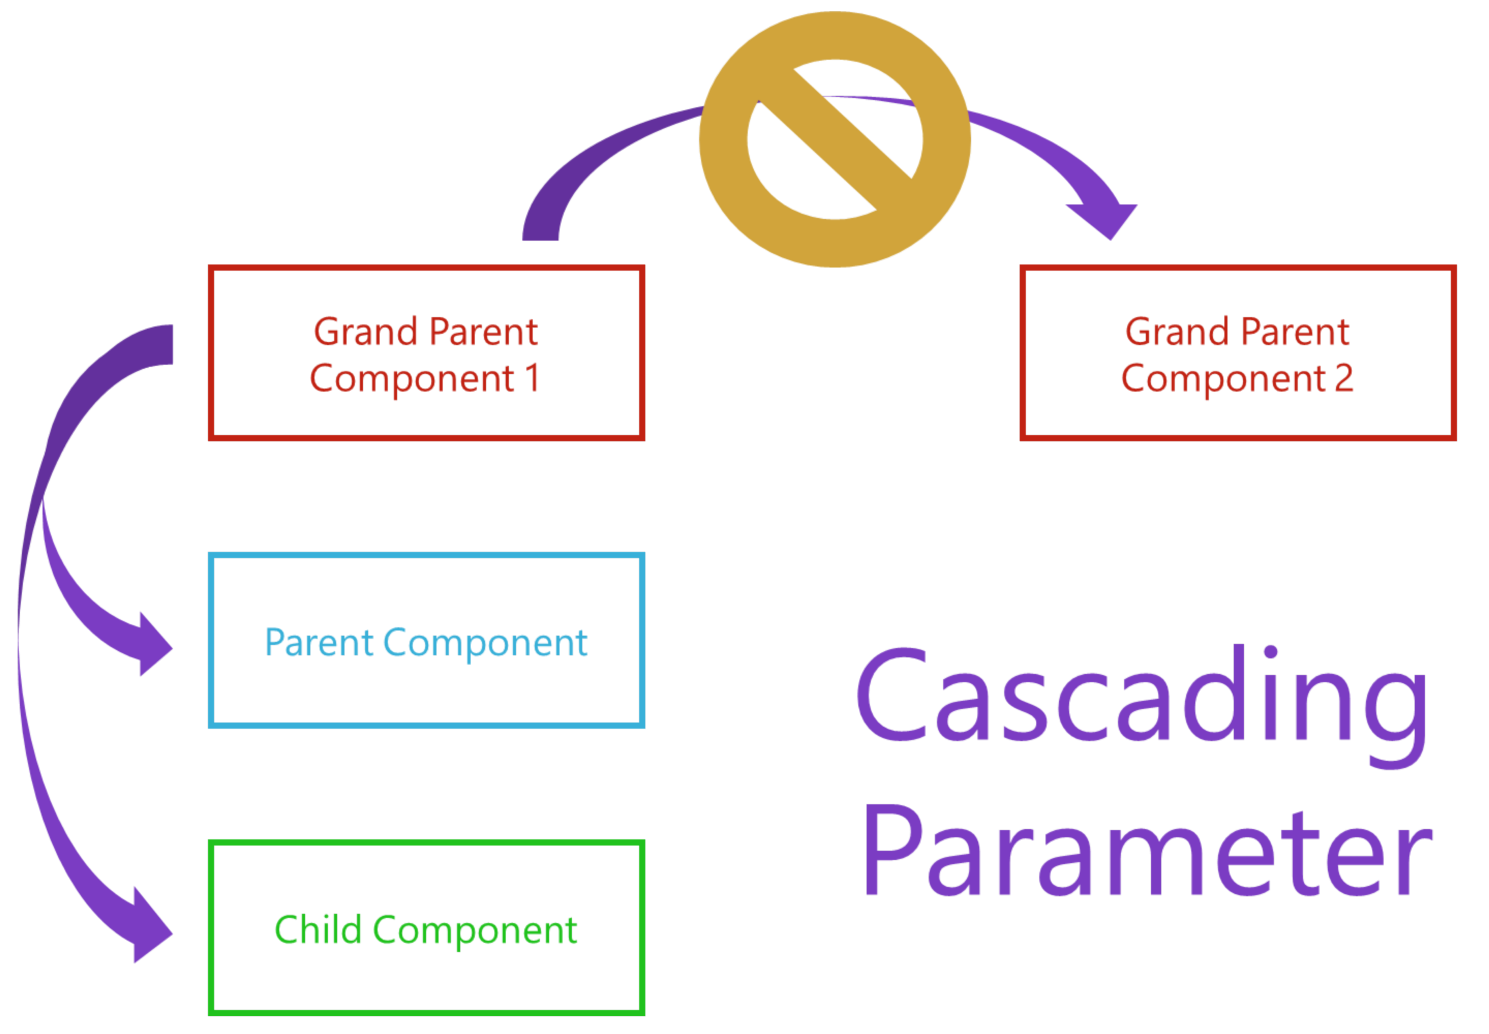 Grand Parent
Component 1
Grand Parent
Component 2
Parent Component
Cascading
Parameter
Child Component